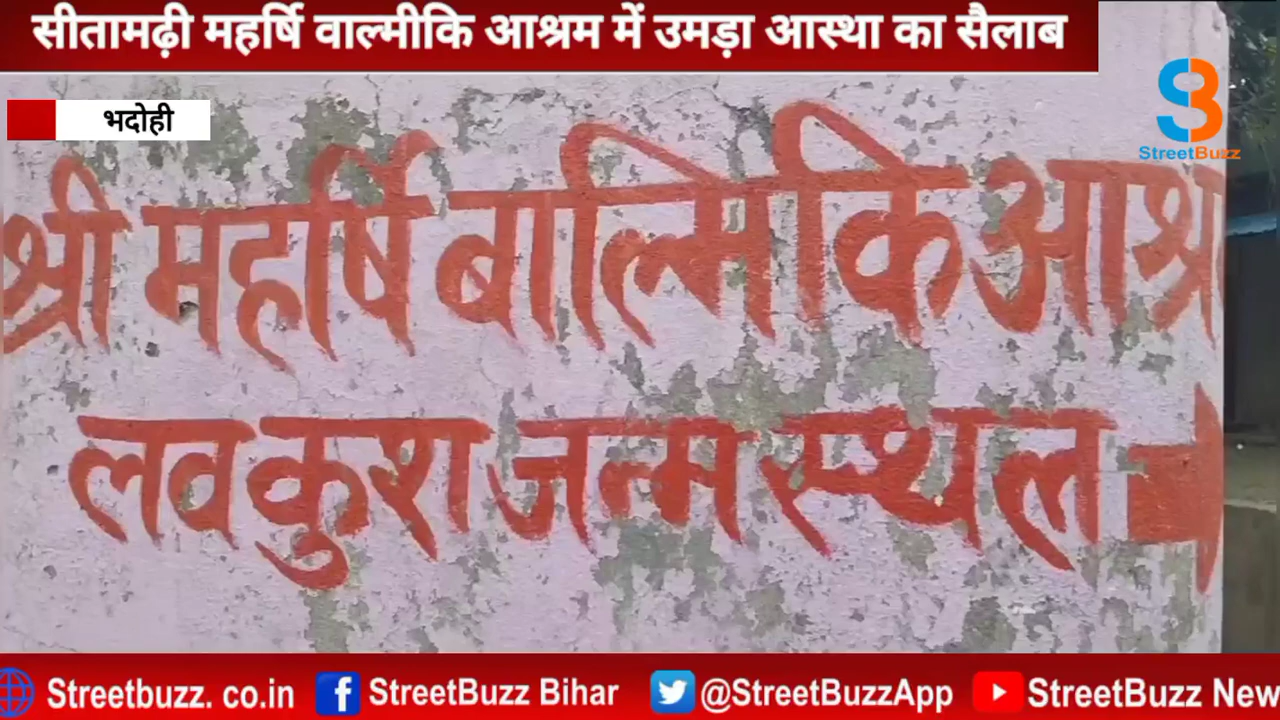 सीतामढ़ी महर्षि वाल्मीकि आश्रम में उमड़ा आस्था का सैलाब
भदोही
StreetBuzz
श्री महर्षि बाल्मिकि आश्र
लवकुश जन्म स्थल
Streetbuzz. co.in
StreetBuzz Bihar
@StreetBuzzApp
StreetBuzz New